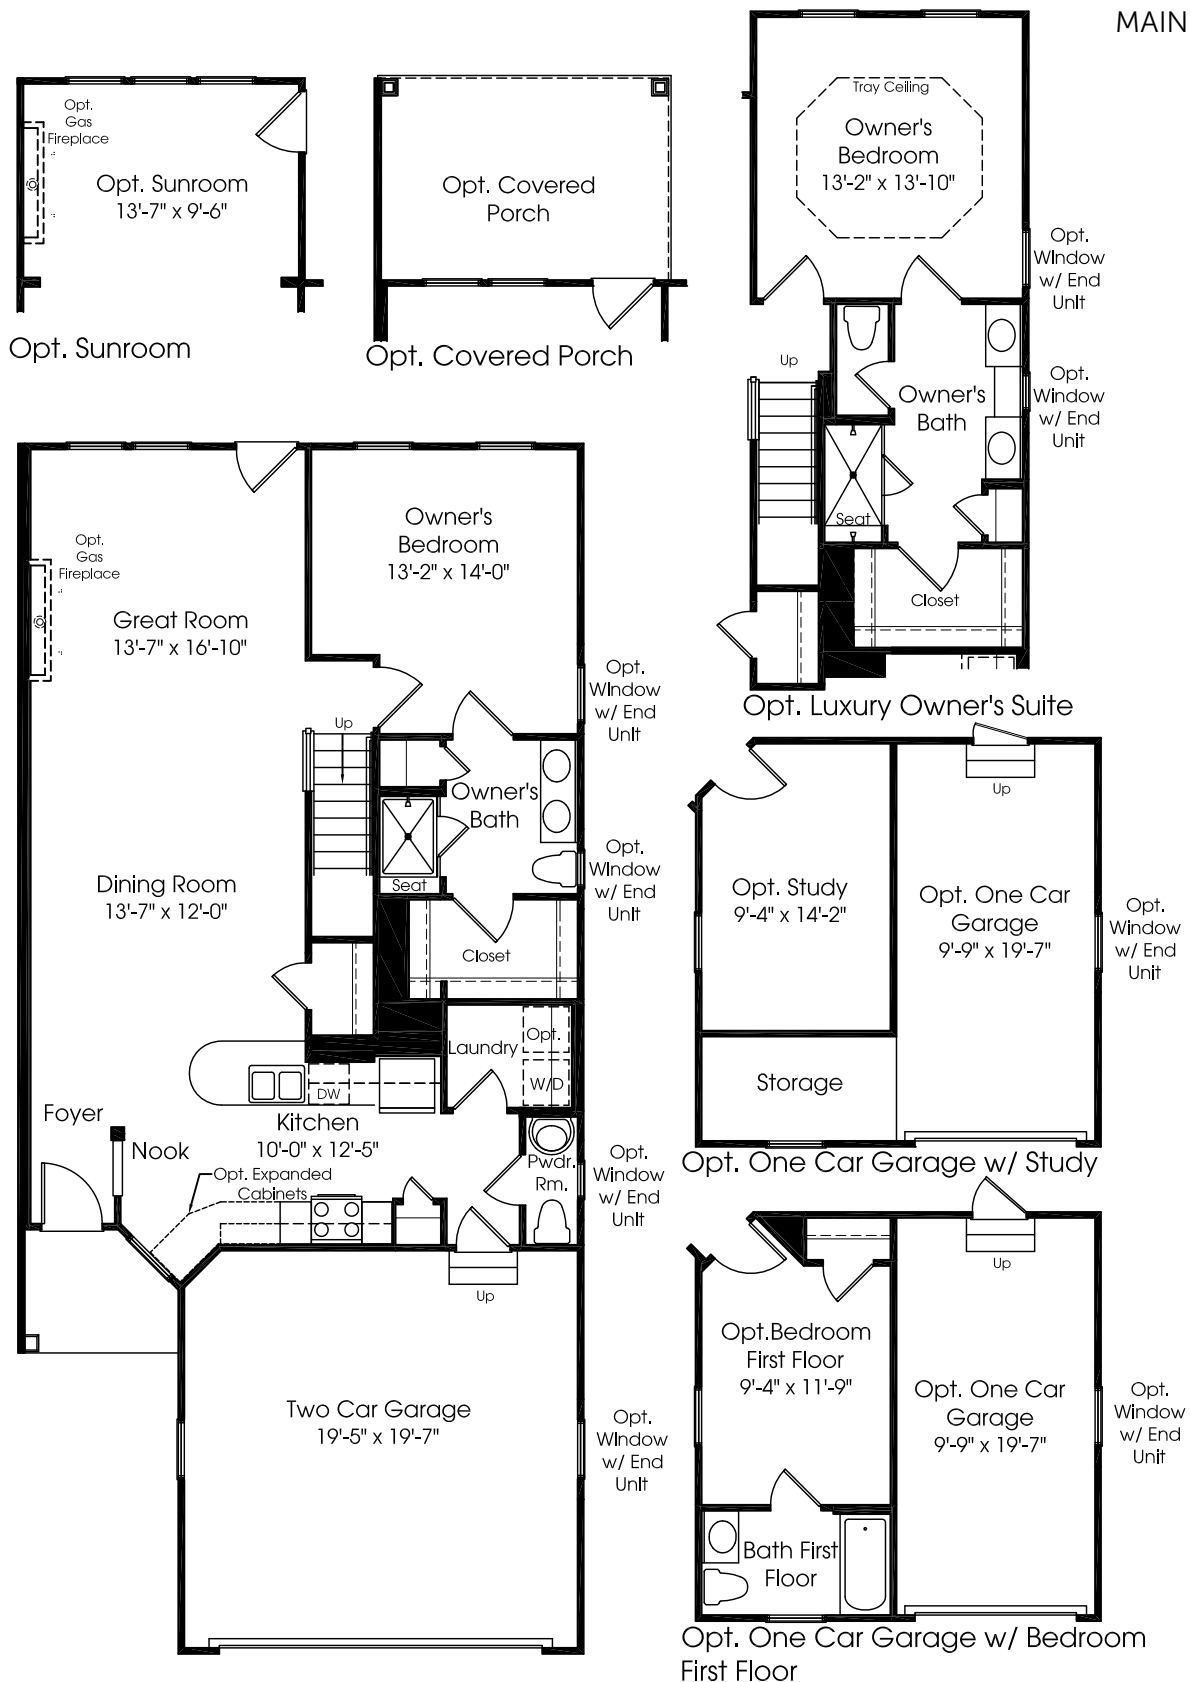 MAIN
Opt.
Gas
Fireplace
Opt. Sunroom
13'-7" x 9'-6"
Opt. Sunroom
Opt. Covered
Porch
Opt. Covered Porch
Tray Ceiling
Owner's
Bedroom
13'-2" x 13'-10"
Opt.
Window
w/ End
Unit
Up
Owner's
Bath
Opt.
Window
w/ End
Unit
Seat
Closet
Opt. Luxury Owner's Suite
Opt.
Gas
Fireplace
Great Room
13'-7" x 16'-10"
Owner's
Bedroom
13'-2" x 14'-0"
Opt.
Window
w/ End
Unit
Up
Owner's
Bath
Seat
Opt.
Window
w/ End
Unit
Dining Room
13'-7" x 12'-0"
Closet
Laundry
Opt.
W/D
DW
Foyer
Nook
Kitchen
10'-0" x 12'-5"
Opt. Expanded
Cabinets
Pwdr.
Rm.
Opt.
Window
w/ End
Unit
Up
Two Car Garage
19'-5" x 19'-7"
Opt.
Window
w/ End
Unit
Up
Opt. Study
9'-4" x 14'-2"
Opt. One Car
Garage
9'-9" x 19'-7"
Opt.
Window
w/ End
Unit
Storage
Opt. One Car Garage w/ Study
Up
Opt.Bedroom
First Floor
9'-4" x 11'-9"
Opt. One Car
Garage
9'-9" x 19'-7"
Opt.
Window
w/ End
Unit
Bath First
Floor
Opt. One Car Garage w/ Bedroom
First Floor